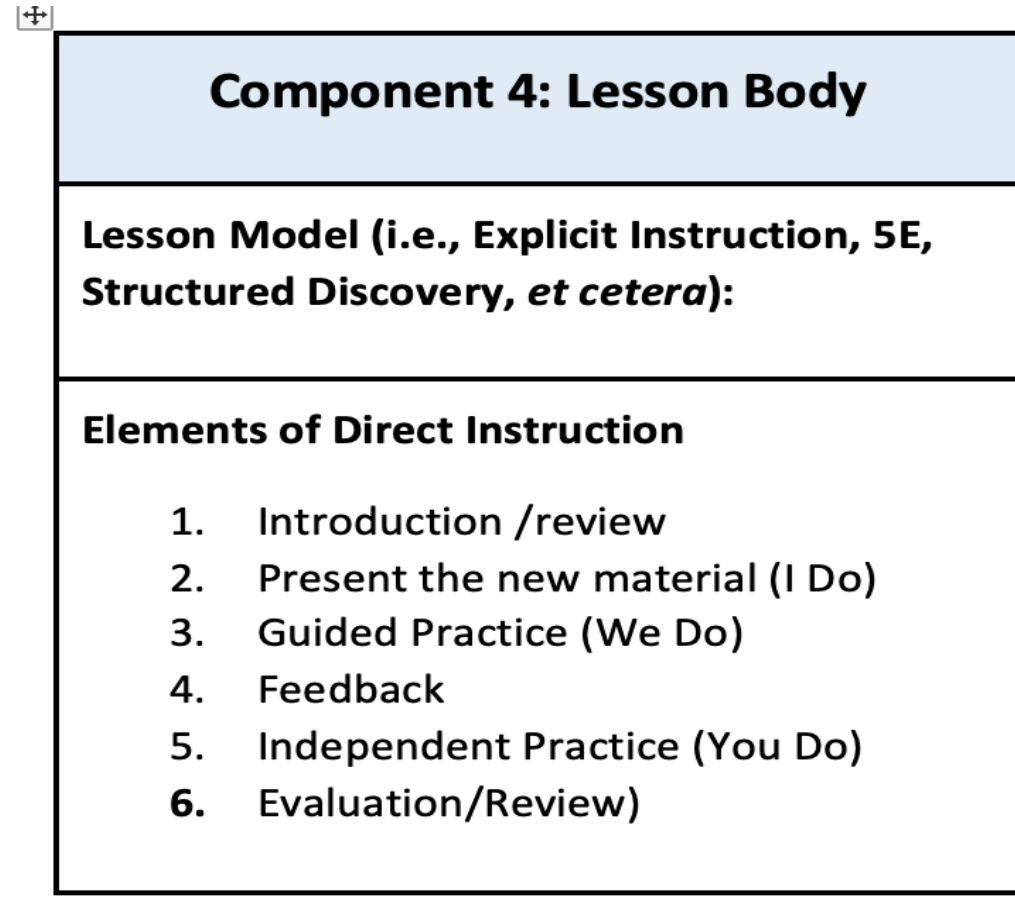 Component 4: Lesson Body
Lesson Model (i.e., Explicit Instruction, 5E,
Structured Discovery, et cetera):
Elements of Direct Instruction
1. Introduction /review
2. Present the new material (I Do)
3. Guided Practice (We Do)
4. Feedback
5. Independent Practice (You Do)
6. Evaluation/Review)